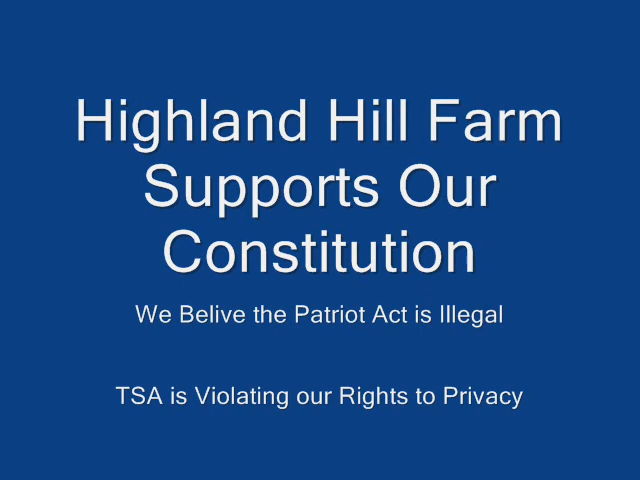 Highland Hill Farm
Supports Our
Constitution
We Belive the Patriot Act is Illegal
TSA is Violating our Rights to Privacy